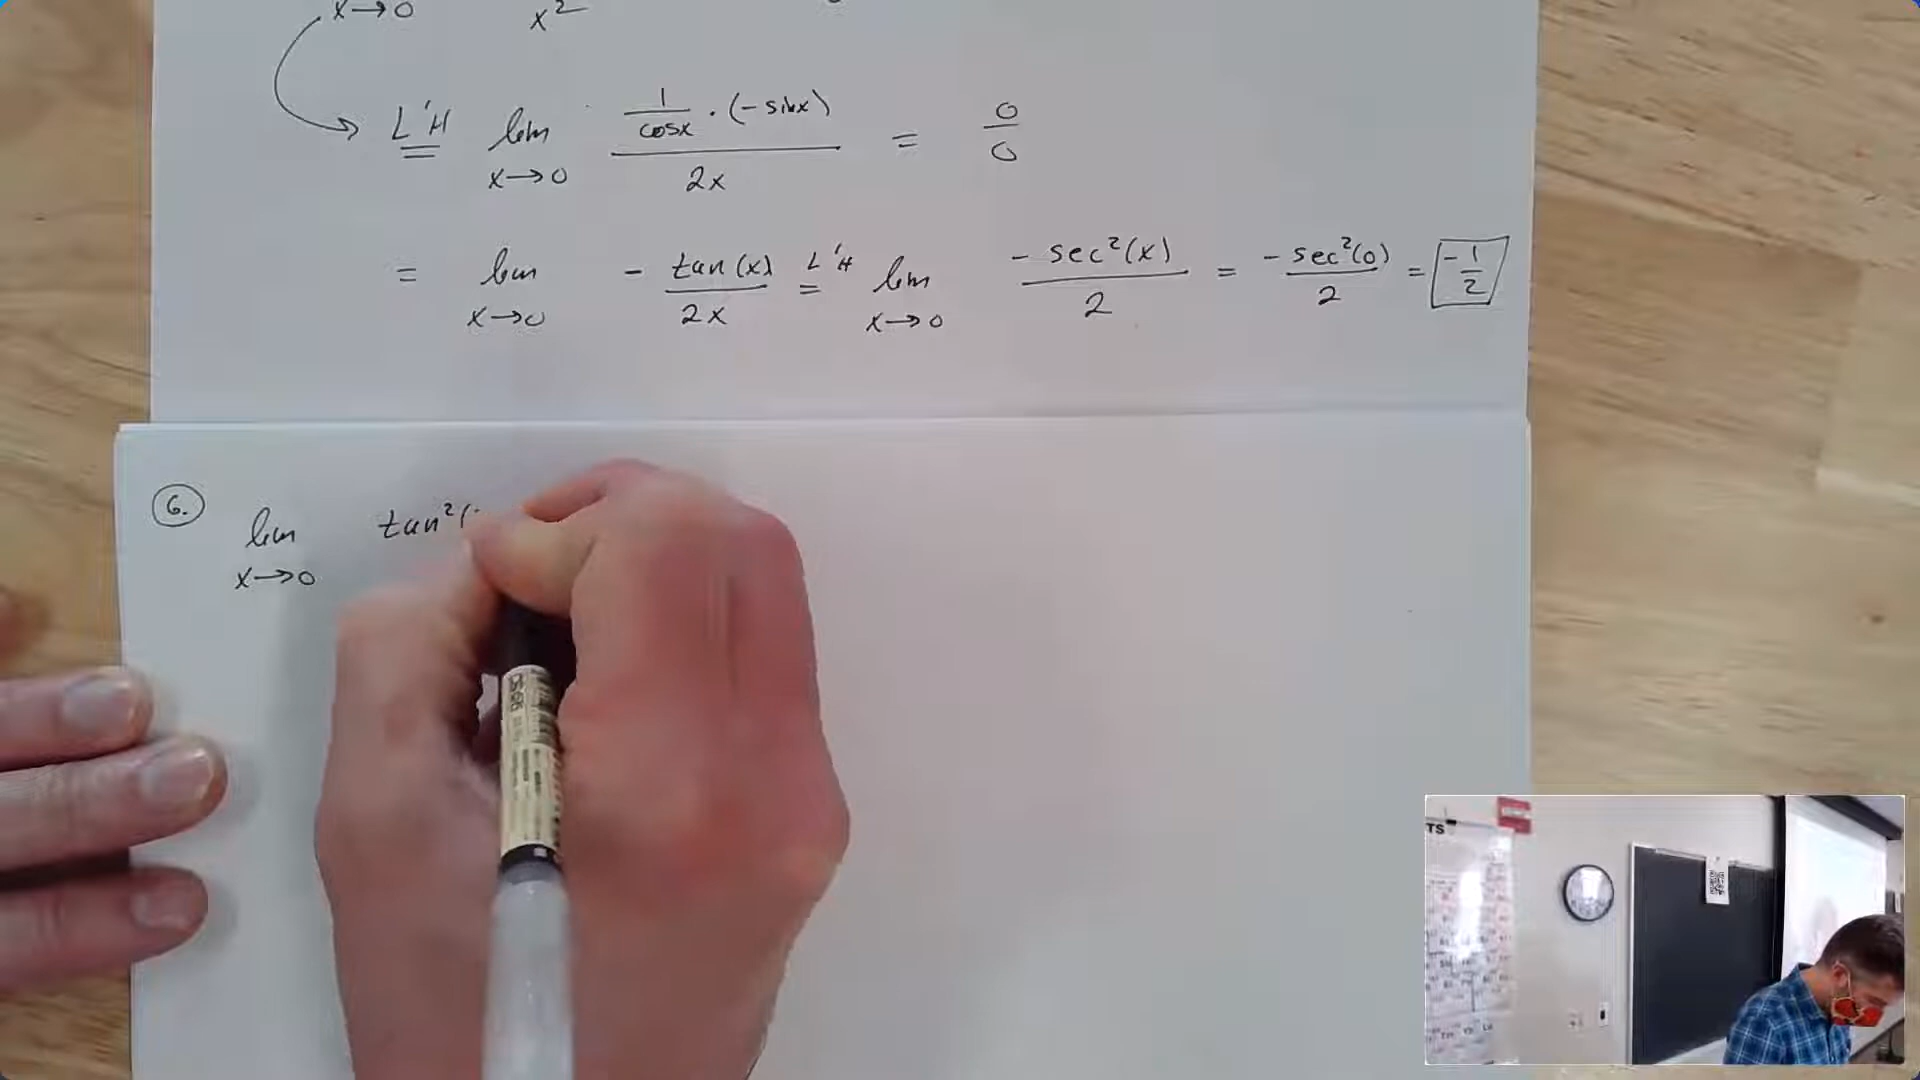 x→0 x²
L'H = lim x→0 (1/cosx · (-sinx))/(2x) = 0/0
= lim x→0 - tan(x)/(2x) L'H = lim x→0 (-sec²(x))/2 = (-sec²(0))/2 = -1/2
6. lim x→0 tan²(
TS